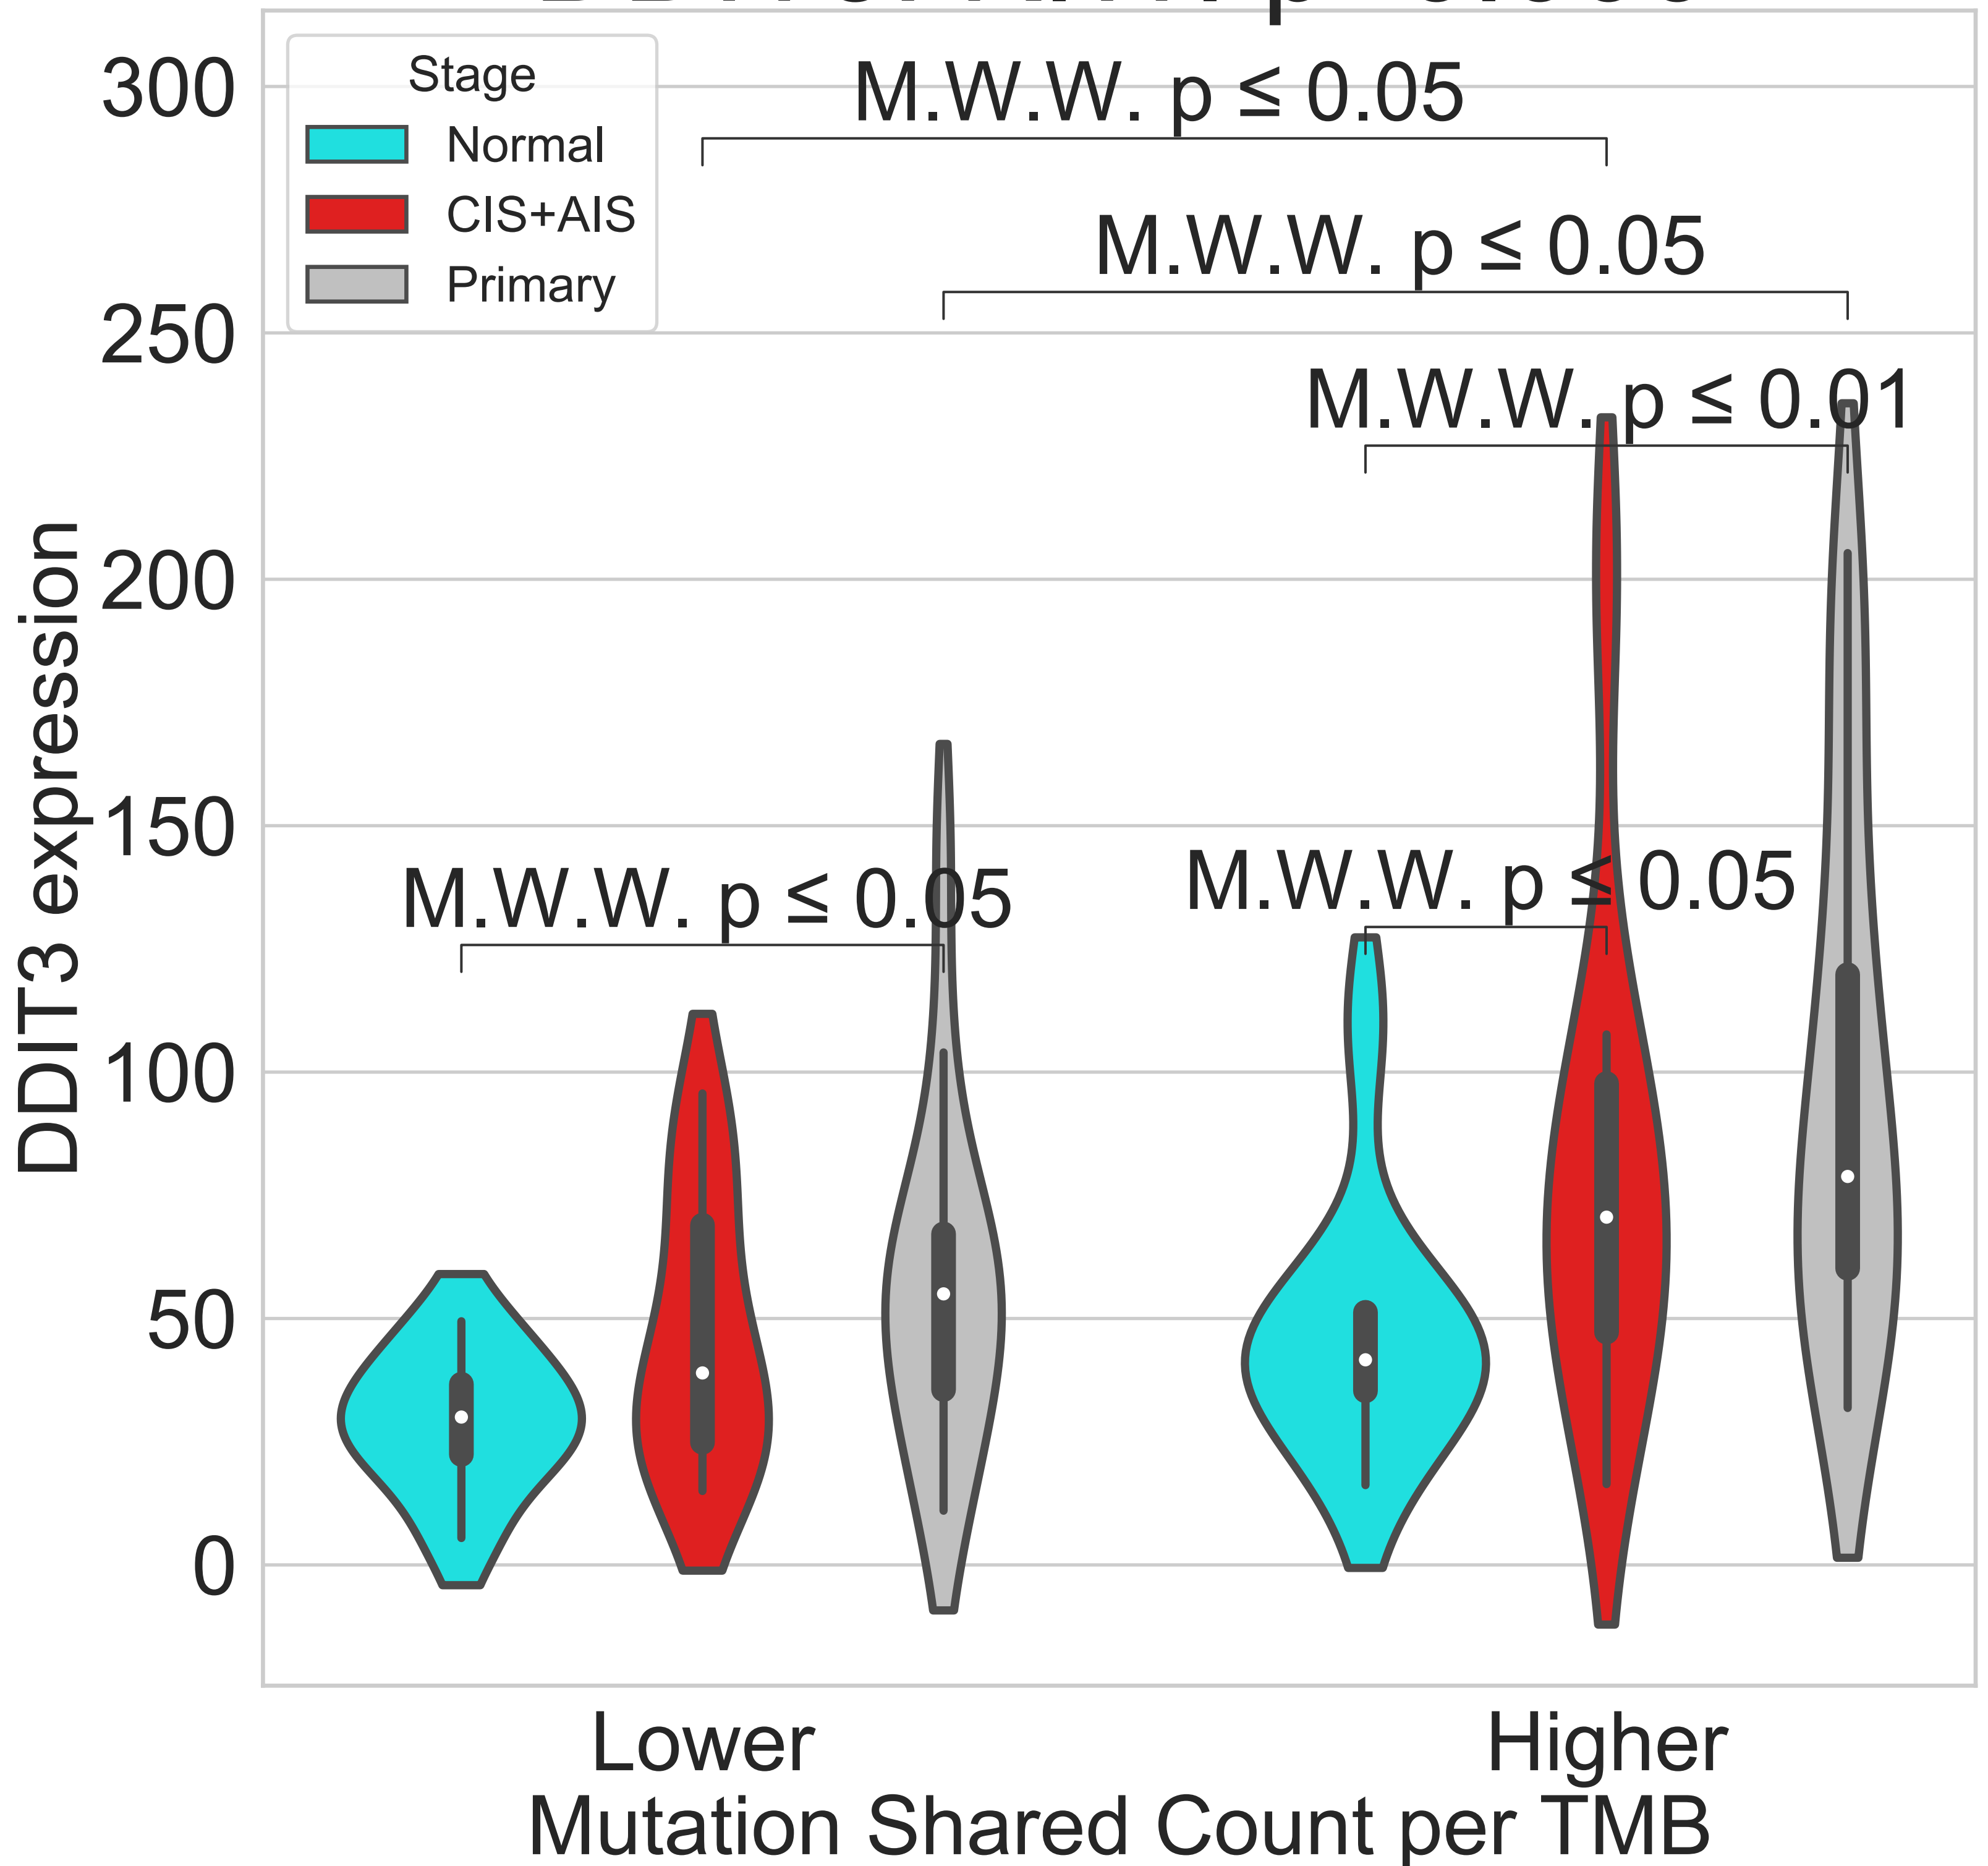 300
250
200
150
100
50
0
DDIT3 expression
Stage
Normal
CIS+AIS
Primary
M.W.W. p ≤ 0.05
M.W.W. p ≤ 0.05
M.W.W. p ≤ 0.01
M.W.W. p ≤ 0.05
M.W.W. p ≤ 0.05
Lower
Higher
Mutation Shared Count per TMB